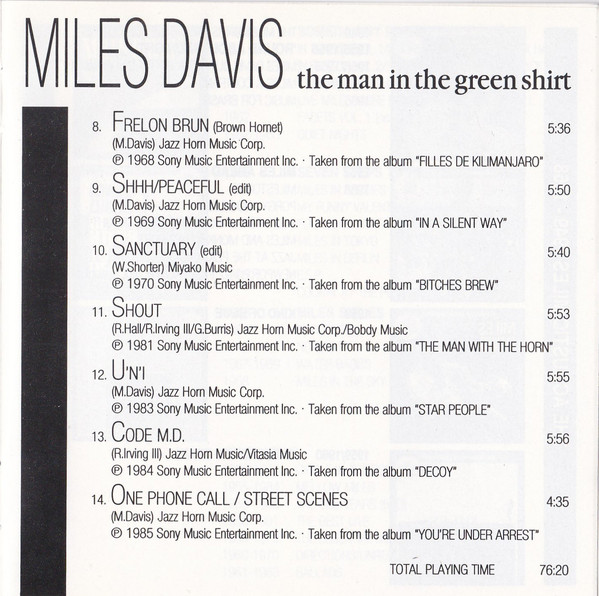 MILES DAVIS the man in the green shirt
8. FRELON BRUN (Brown Hornet) 5:36
(M.Davis) Jazz Horn Music Corp.
℗ 1968 Sony Music Entertainment Inc. · Taken from the album "FILLES DE KILIMANJARO"
9. SHHH/PEACEFUL (edit) 5:50
(M.Davis) Jazz Horn Music Corp.
℗ 1969 Sony Music Entertainment Inc. · Taken from the album "IN A SILENT WAY"
10. SANCTUARY (edit) 5:40
(W.Shorter) Miyako Music
℗ 1970 Sony Music Entertainment Inc. · Taken from the album "BITCHES BREW"
11. SHOUT 5:53
(R.Hall/R.Irving III/G.Burris) Jazz Horn Music Corp./Bobdy Music
℗ 1981 Sony Music Entertainment Inc. · Taken from the album "THE MAN WITH THE HORN"
12. U'N'I 5:55
(M.Davis) Jazz Horn Music Corp.
℗ 1983 Sony Music Entertainment Inc. · Taken from the album "STAR PEOPLE"
13. CODE M.D. 5:56
(R.Irving III) Jazz Horn Music/Vitasia Music
℗ 1984 Sony Music Entertainment Inc. · Taken from the album "DECOY"
14. ONE PHONE CALL / STREET SCENES 4:35
(M.Davis) Jazz Horn Music Corp.
℗ 1985 Sony Music Entertainment Inc. · Taken from the album "YOU'RE UNDER ARREST"
TOTAL PLAYING TIME 76:20